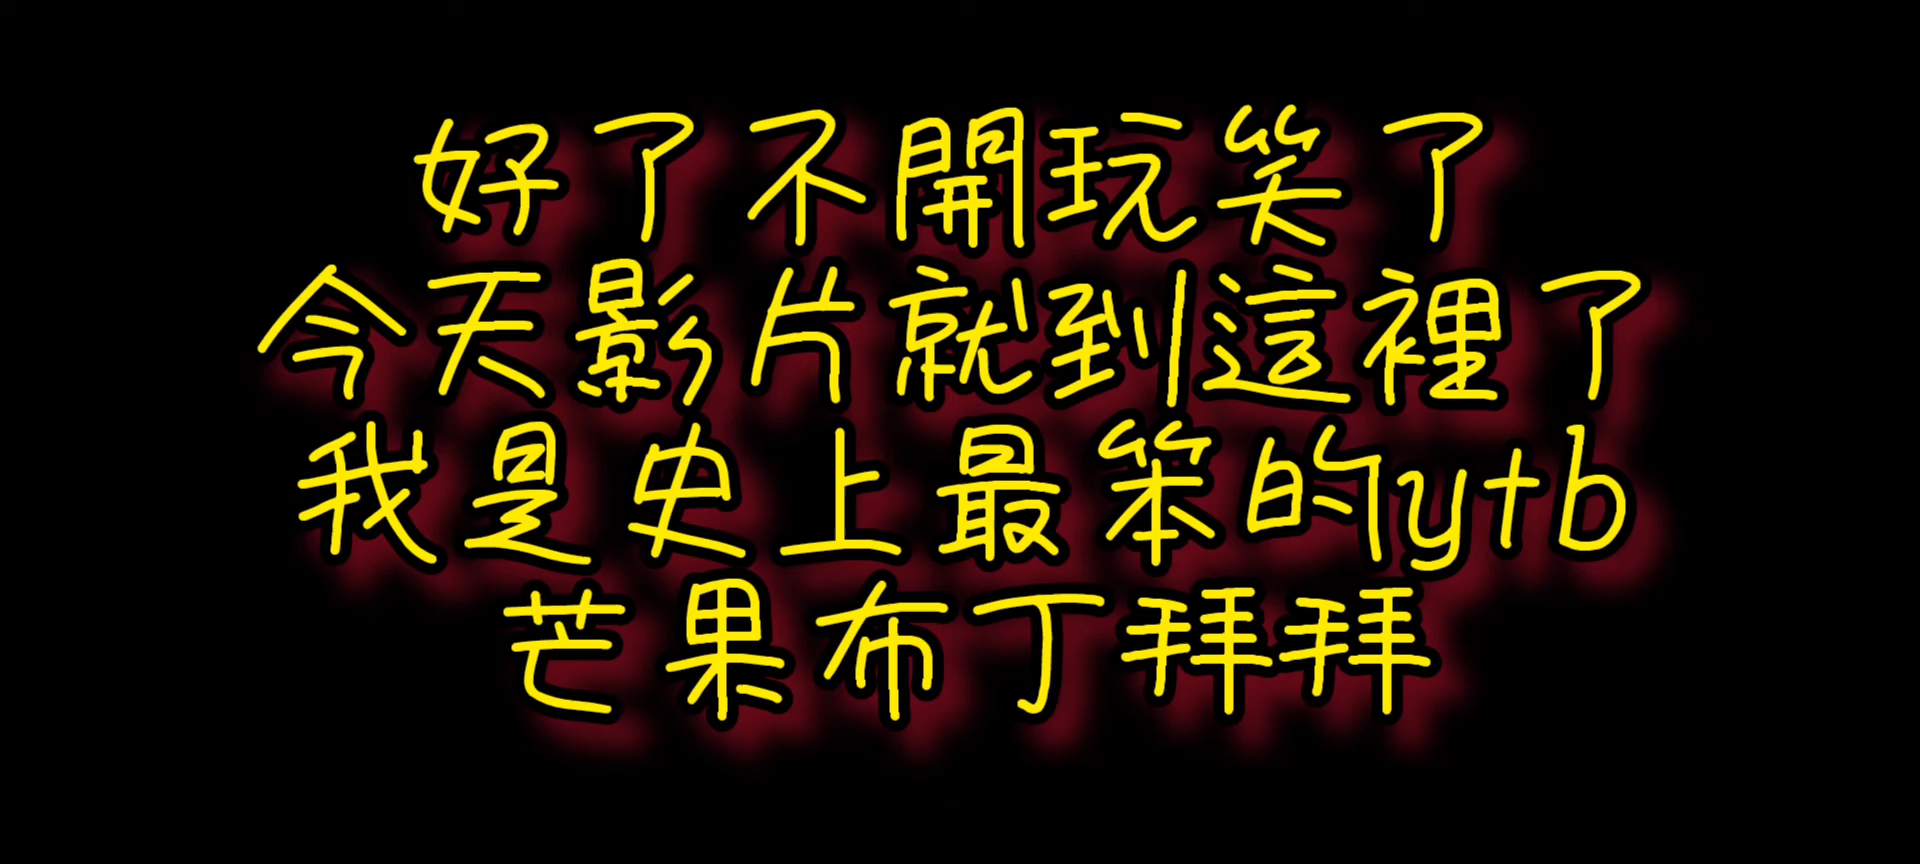 好了不開玩笑了
今天影片就到這裡了
我是史上最笨的ytb
芒果布丁拜拜